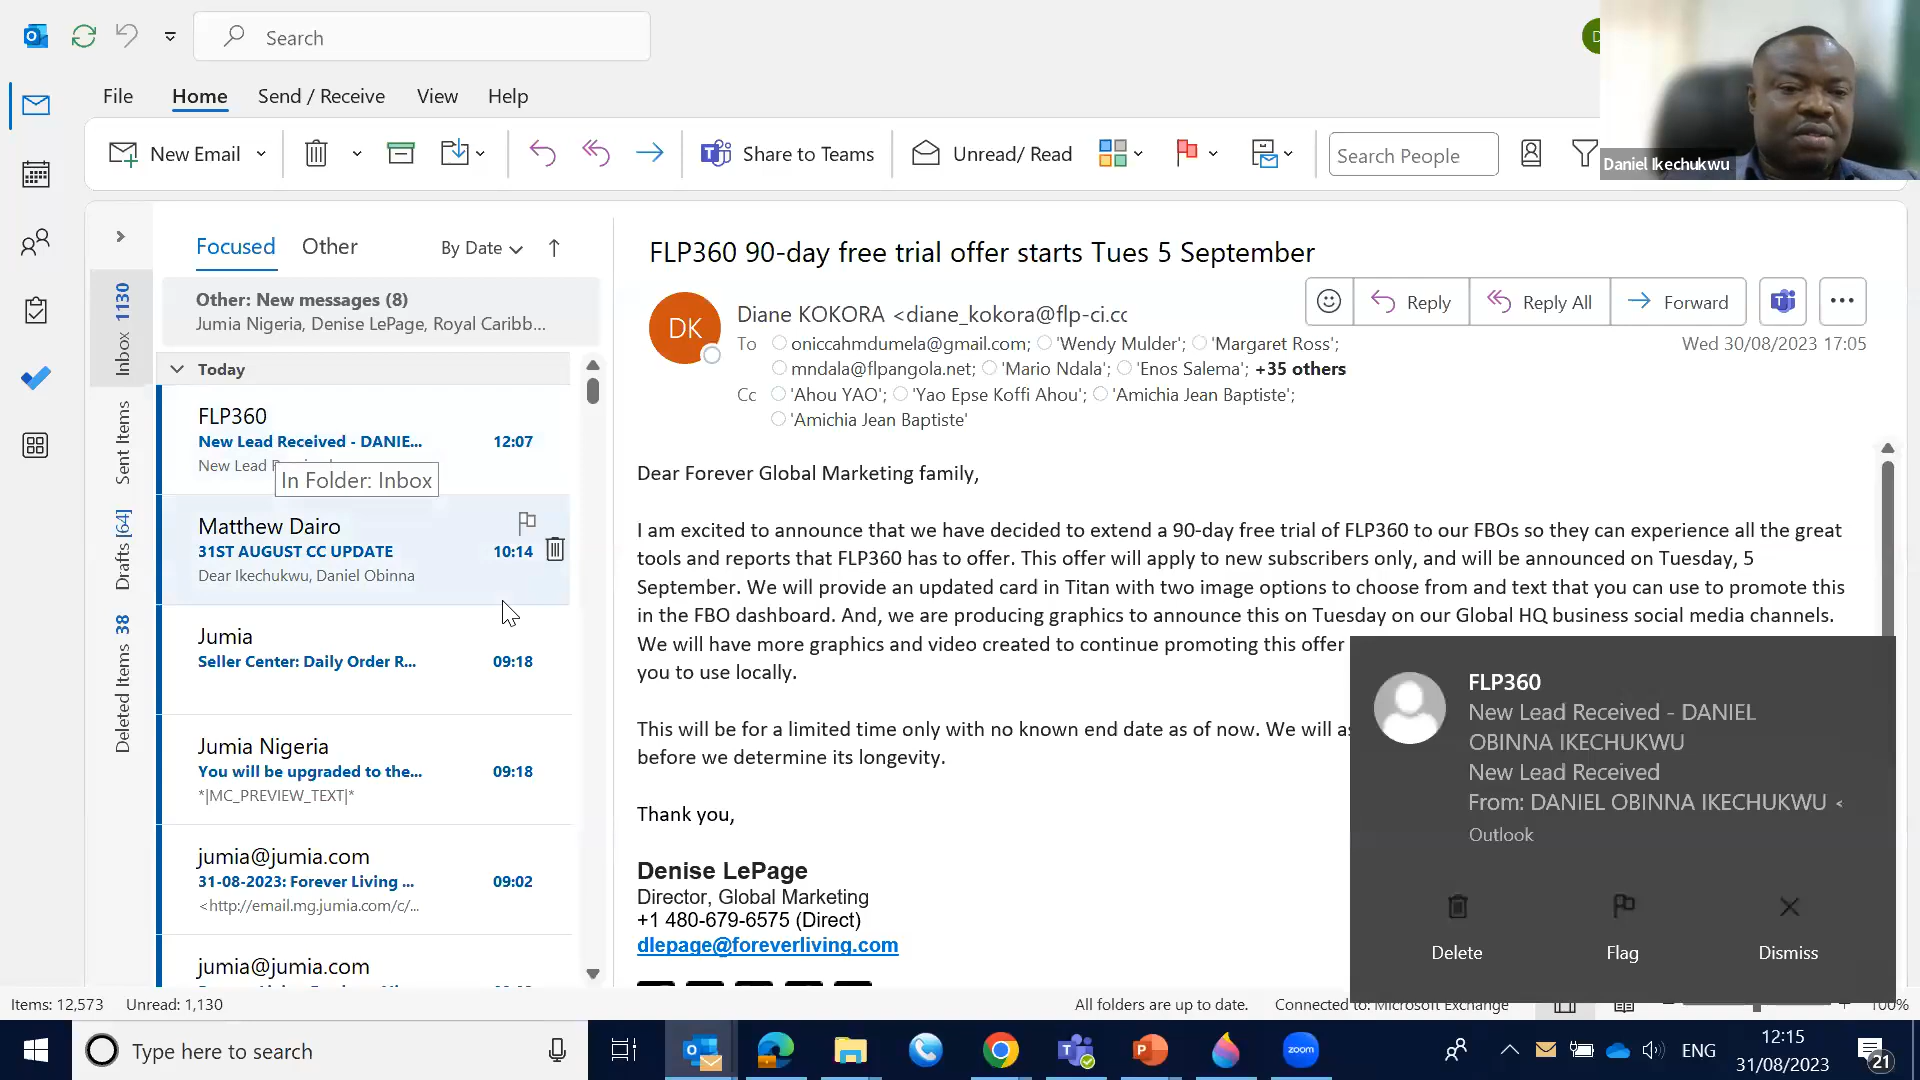 Search
D
File Home Send / Receive View Help
New Email
Share to Teams
Unread/ Read
Search People
Daniel Ikechukwu
Focused Other By Date
Other: New messages (8)
Jumia Nigeria, Denise LePage, Royal Caribb...
Today
FLP360
New Lead Received - DANIE... 12:07
New Lead
In Folder: Inbox
Matthew Dairo
31ST AUGUST CC UPDATE 10:14
Dear Ikechukwu, Daniel Obinna
Jumia
Seller Center: Daily Order R... 09:18
Jumia Nigeria
You will be upgraded to the... 09:18
*|MC_PREVIEW_TEXT|*
jumia@jumia.com
31-08-2023: Forever Living ... 09:02
<http://email.mg.jumia.com/c/...
jumia@jumia.com
Inbox 1130
Sent Items
Drafts [64]
Deleted Items 38
FLP360 90-day free trial offer starts Tues 5 September
DK
Diane KOKORA <diane_kokora@flp-ci.cc
Reply Reply All Forward
To oniccahmdumela@gmail.com; 'Wendy Mulder'; 'Margaret Ross';
Wed 30/08/2023 17:05
mndala@flpangola.net; 'Mario Ndala'; 'Enos Salema'; +35 others
Cc 'Ahou YAO'; 'Yao Epse Koffi Ahou'; 'Amichia Jean Baptiste';
'Amichia Jean Baptiste'
Dear Forever Global Marketing family,
I am excited to announce that we have decided to extend a 90-day free trial of FLP360 to our FBOs so they can experience all the great
tools and reports that FLP360 has to offer. This offer will apply to new subscribers only, and will be announced on Tuesday, 5
September. We will provide an updated card in Titan with two image options to choose from and text that you can use to promote this
in the FBO dashboard. And, we are producing graphics to announce this on Tuesday on our Global HQ business social media channels.
We will have more graphics and video created to continue promoting this offer
you to use locally.
This will be for a limited time only with no known end date as of now. We will as
before we determine its longevity.
Thank you,
Denise LePage
Director, Global Marketing
+1 480-679-6575 (Direct)
dlepage@foreverliving.com
FLP360
New Lead Received - DANIEL
OBINNA IKECHUKWU
New Lead Received
From: DANIEL OBINNA IKECHUKWU <
Outlook
Delete Flag Dismiss
Items: 12,573 Unread: 1,130
All folders are up to date. Connected to: Microsoft Exchange
100%
Type here to search
zoom
ENG
12:15
31/08/2023
21